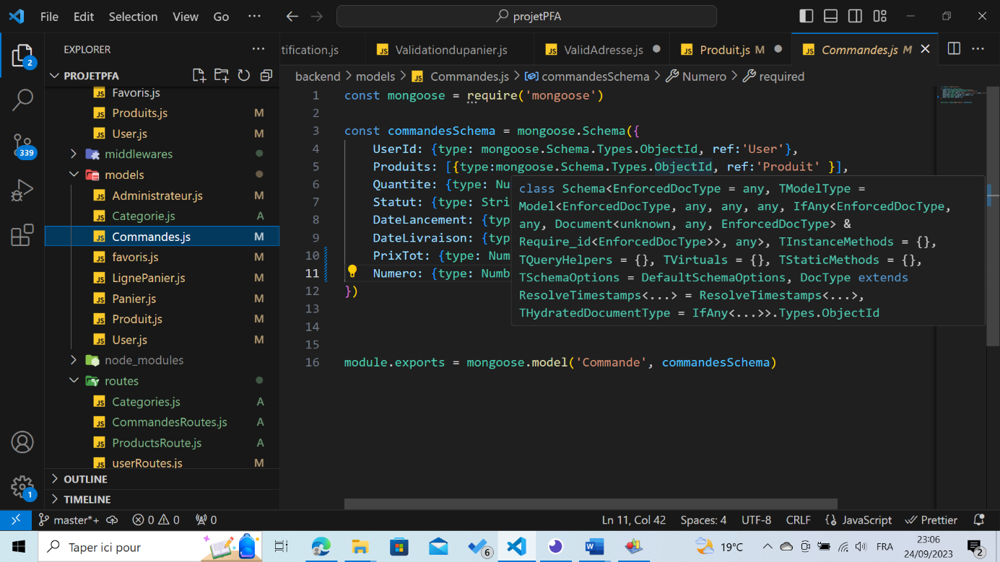 File Edit Selection View Go ··· projetPFA
EXPLORER ···
PROJETPFA
Favoris.js
Produits.js M
User.js M
middlewares
models
Administrateur.js M
Categorie.js A
Commandes.js M
favoris.js M
LignePanier.js M
Panier.js M
Produit.js M
User.js M
node_modules
routes
Categories.js A
CommandesRoutes.js A
ProductsRoute.js A
userRoutes.js M
OUTLINE
TIMELINE
2
339
1
tification.js Validationdupanier.js ValidAdresse.js Produit.js M Commandes.js M ···
backend > models > Commandes.js > commandesSchema > Numero > required
1 const mongoose = require('mongoose')
2
3 const commandesSchema = mongoose.Schema({
4 UserId: {type: mongoose.Schema.Types.ObjectId, ref:'User'},
5 Produits: [{type:mongoose.Schema.Types.ObjectId, ref:'Produit' }],
6 Quantite: {type: Nu
7 Statut: {type: Stri
8 DateLancement: {typ
9 DateLivraison: {typ
10 PrixTot: {type: Num
11 Numero: {type: Numb
12 })
13
14
15
16 module.exports = mongoose.model('Commande', commandesSchema)
class Schema<EnforcedDocType = any, TModelType =
Model<EnforcedDocType, any, any, any, IfAny<EnforcedDocType,
any, Document<unknown, any, EnforcedDocType> &
Require_id<EnforcedDocType>>, any>, TInstanceMethods = {},
TQueryHelpers = {}, TVirtuals = {}, TStaticMethods = {},
TSchemaOptions = DefaultSchemaOptions, DocType extends
ResolveTimestamps<...> = ResolveTimestamps<...>,
THydratedDocumentType = IfAny<...>>.Types.ObjectId
master*+ 0 0 0 Ln 11, Col 42 Spaces: 4 UTF-8 CRLF JavaScript Prettier
Taper ici pour 6 19°C FRA 23:06
24/09/2023 2